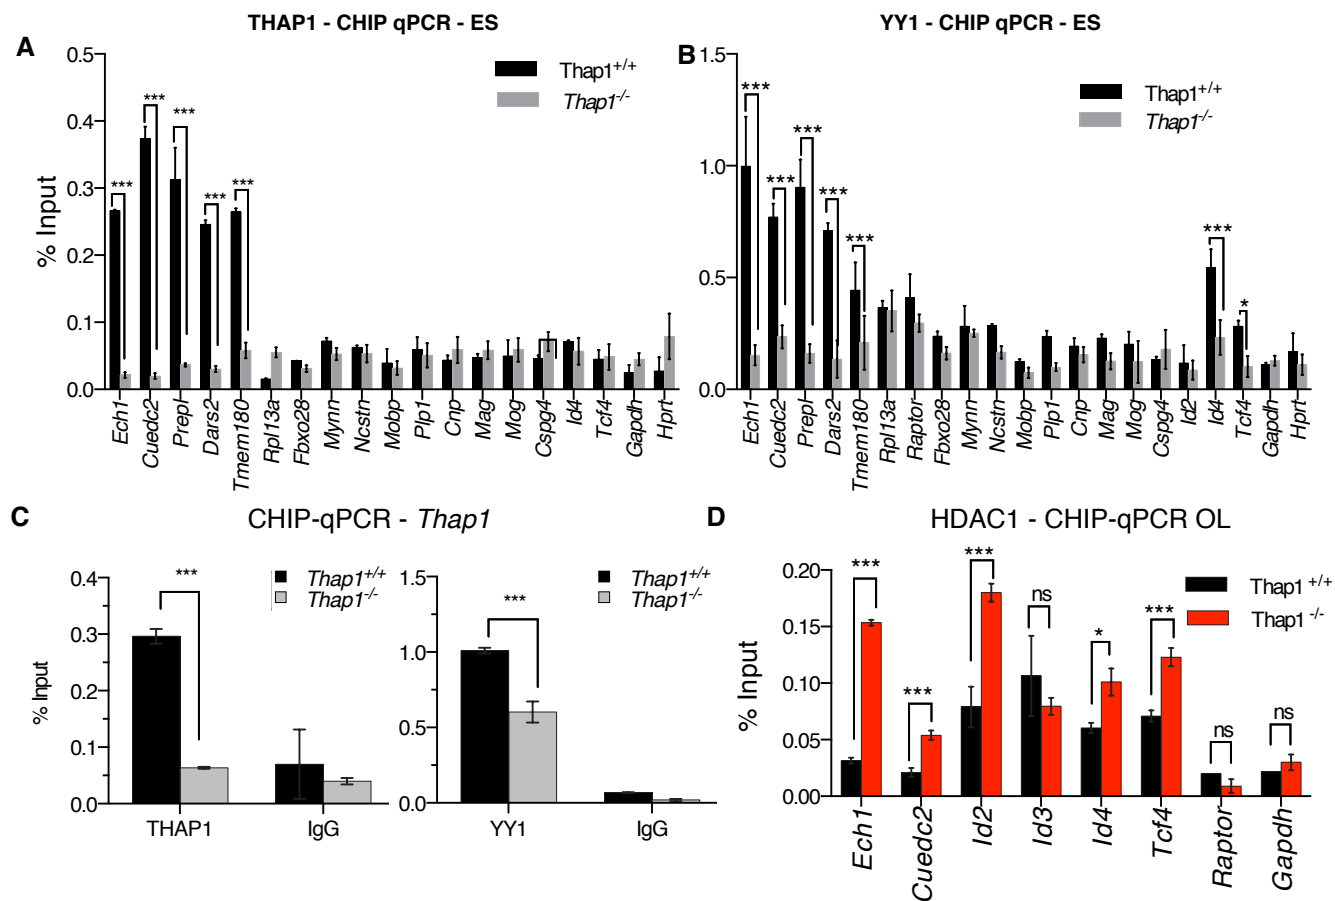 THAP1 - CHIP qPCR - ES
YY1 - CHIP qPCR - ES
A
0.5
0.4
0.3
0.2
0.1
0.0
% Input
Thap1+/+
Thap1-/-
***
***
***
***
***
Ech1
Cuedc2
Prepl
Dars2
Tmem180
Rpl13a
Fbxo28
Mynn
Ncstn
Mobp
Plp1
Cnp
Mag
Mog
Cspg4
Id4
Tcf4
Gapdh
Hprt
B
1.5
1.0
0.5
0.0
% Input
Thap1+/+
Thap1-/-
***
***
***
***
***
***
*
Ech1
Cuedc2
Prepl
Dars2
Tmem180
Rpl13a
Raptor
Fbxo28
Mynn
Ncstn
Mobp
Plp1
Cnp
Mag
Mog
Cspg4
Id2
Id4
Tcf4
Gapdh
Hprt
C
CHIP-qPCR - Thap1
% Input
0.4
0.3
0.2
0.1
0.0
***
Thap1+/+
Thap1-/-
THAP1
IgG
1.5
1.0
0.5
0.0
***
Thap1+/+
Thap1-/-
YY1
IgG
D
HDAC1 - CHIP-qPCR OL
% Input
0.20
0.15
0.10
0.05
0.00
Thap1 +/+
Thap1 -/-
***
***
***
ns
*
***
ns
ns
Ech1
Cuedc2
Id2
Id3
Id4
Tcf4
Raptor
Gapdh